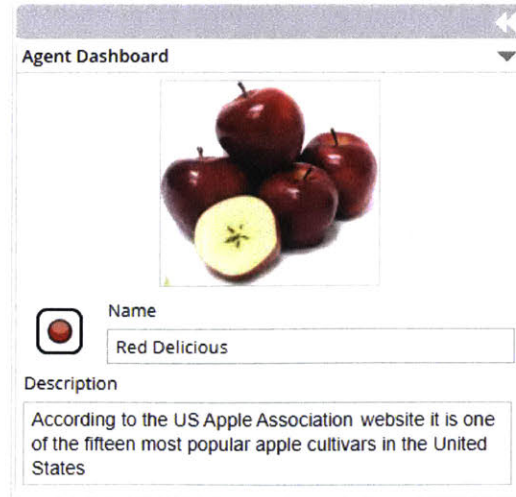 Agent Dashboard
Name
Red Delicious
Description
According to the US Apple Association website it is one
of the fifteen most popular apple cultivars in the United
States